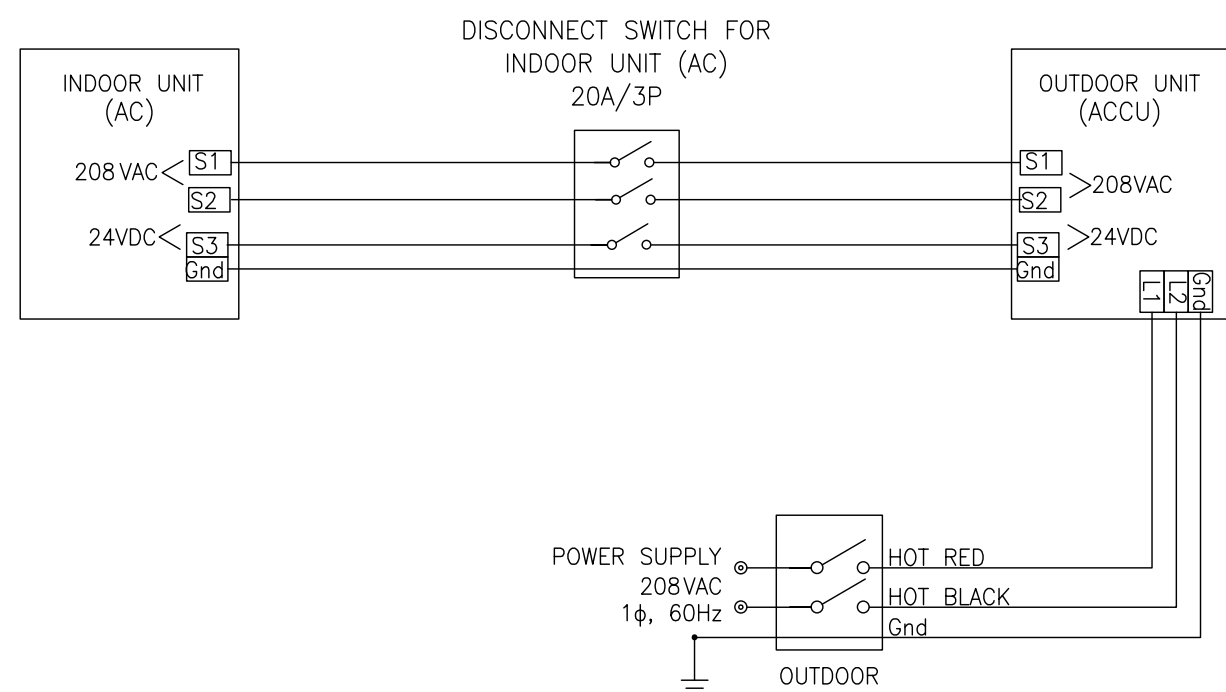 DISCONNECT SWITCH FOR
INDOOR UNIT (AC)
20A/3P
INDOOR UNIT
(AC)
208 VAC
S1
S2
24VDC
S3
Gnd
OUTDOOR UNIT
(ACCU)
S1
S2
208VAC
S3
24VDC
Gnd
L1
L2
Gnd
POWER SUPPLY
208VAC
1ϕ, 60Hz
HOT RED
HOT BLACK
Gnd
OUTDOOR